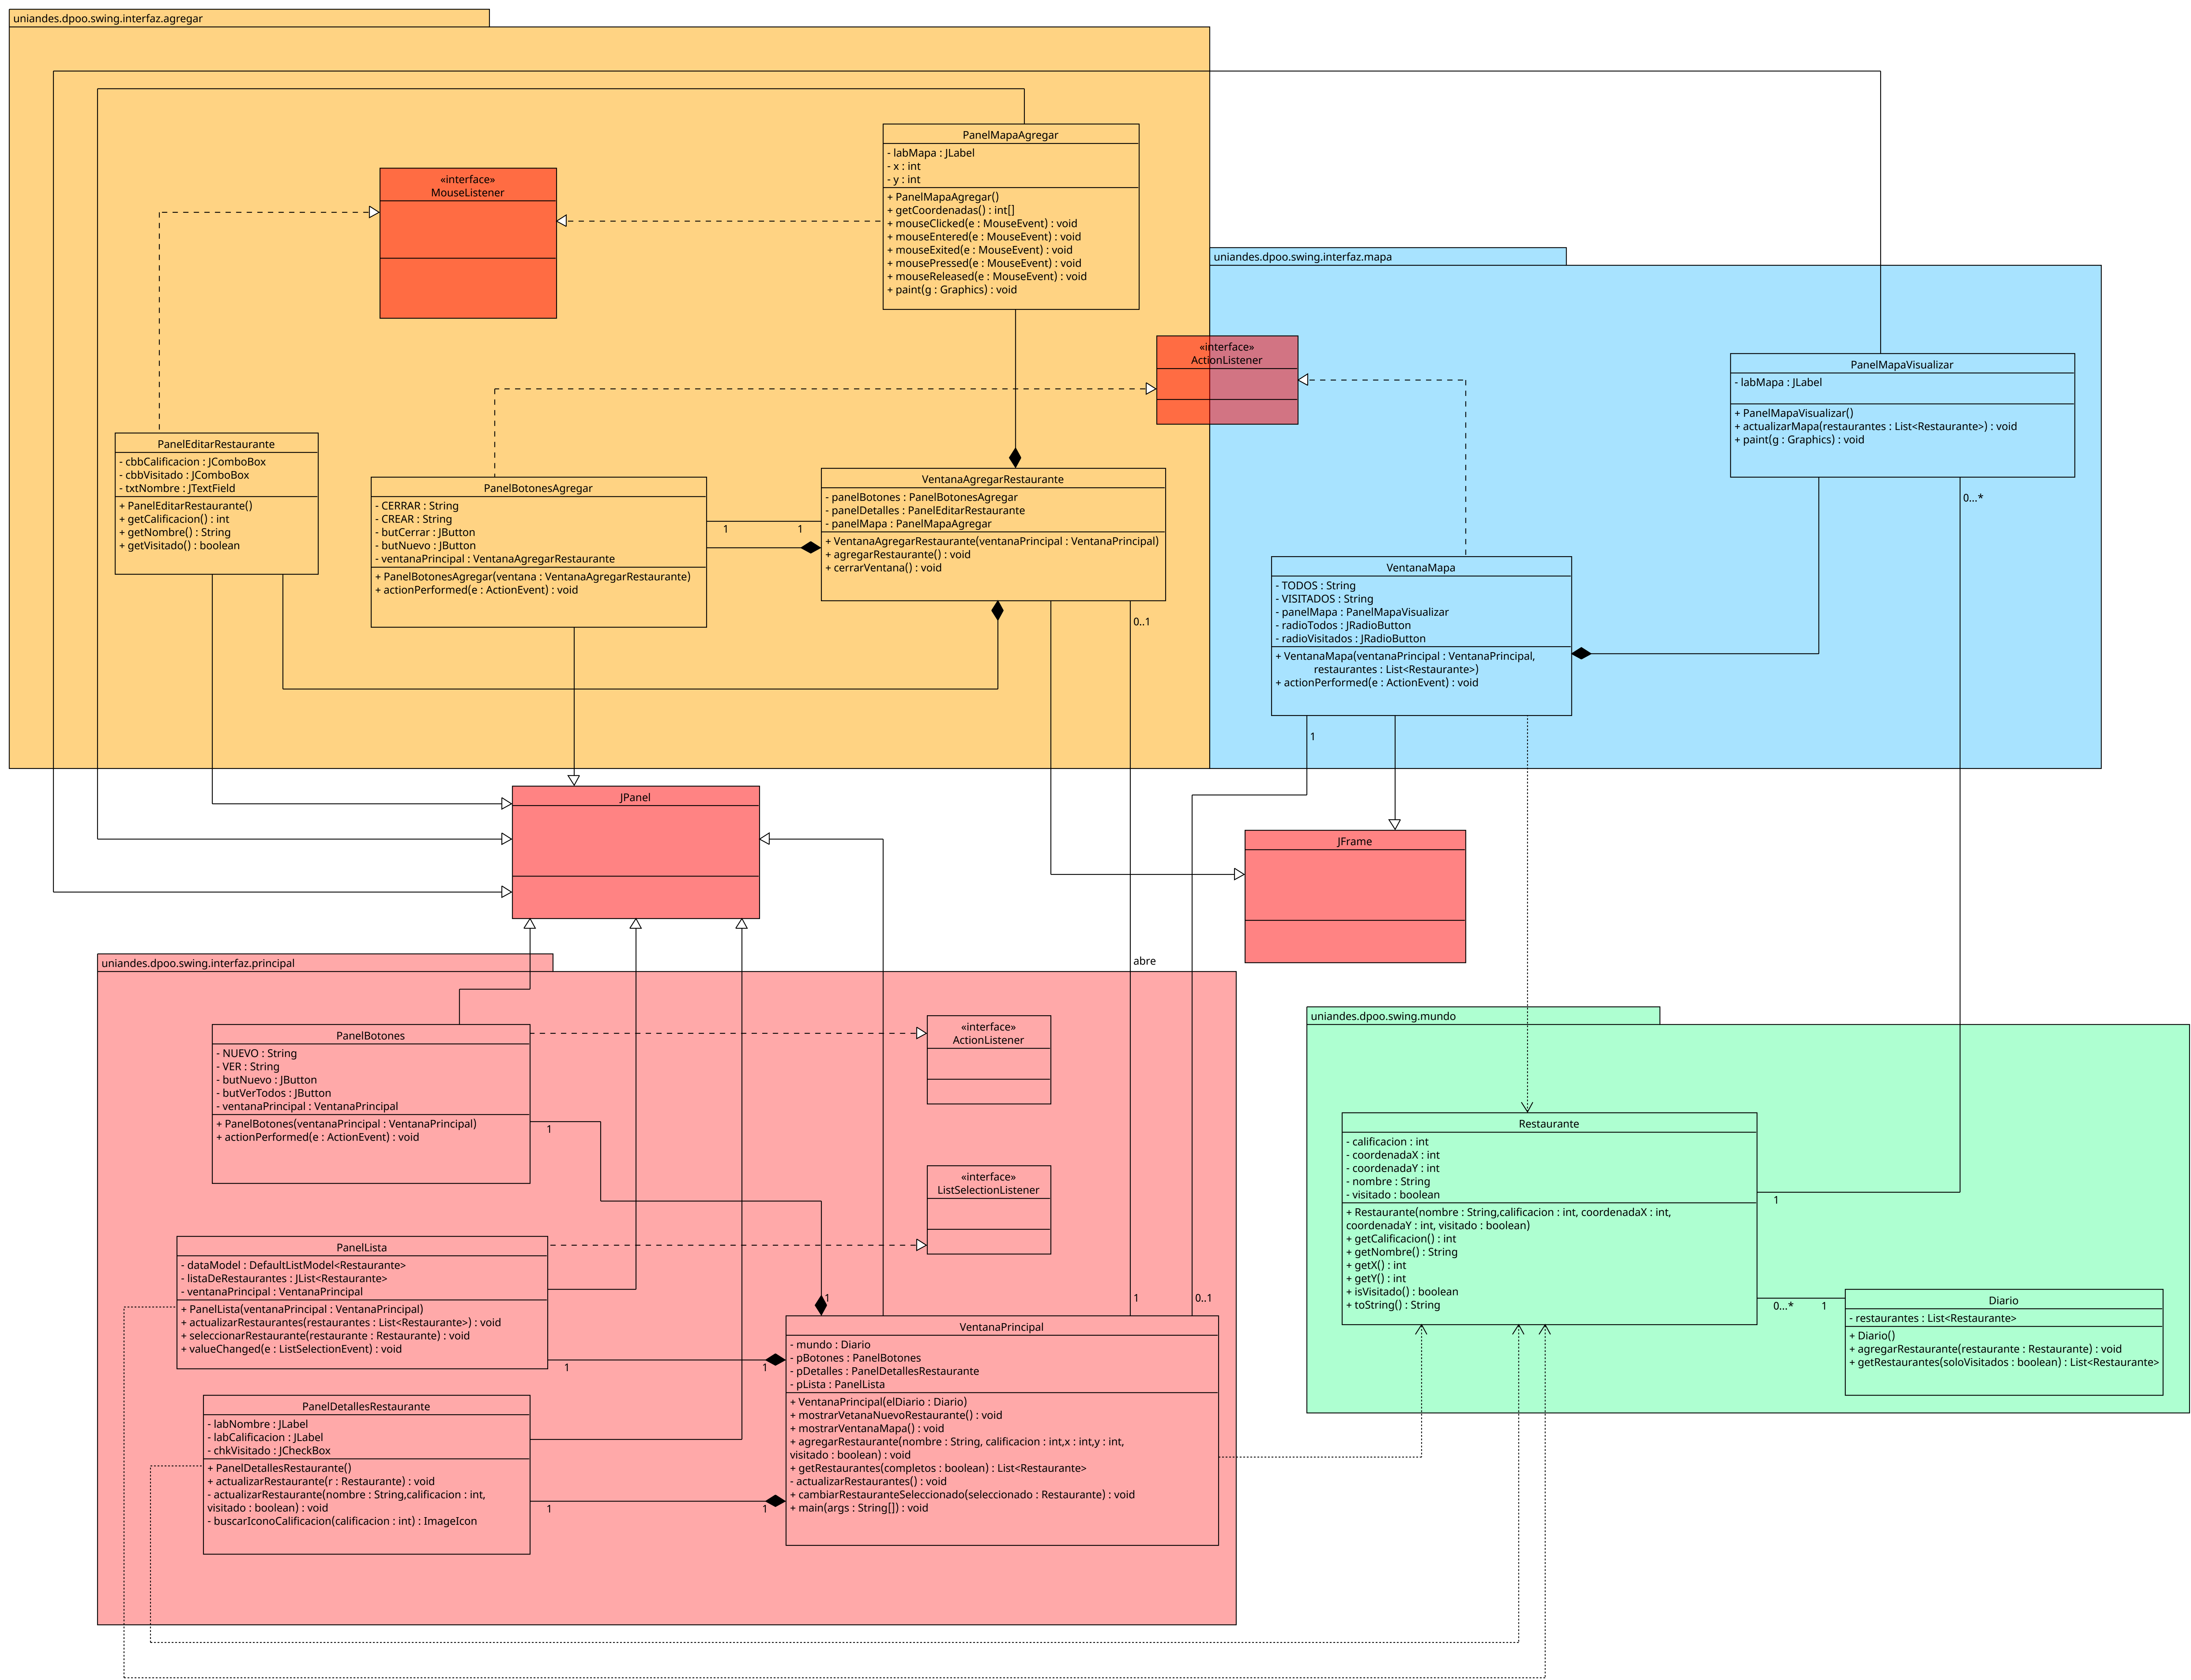 uniandes.dpoo.swing.interfaz.agregar
PanelMapaAgregar
- labMapa : JLabel
- x : int
- y : int
+ PanelMapaAgregar()
+ getCoordenadas() : int[]
+ mouseClicked(e : MouseEvent) : void
+ mouseEntered(e : MouseEvent) : void
+ mouseExited(e : MouseEvent) : void
+ mousePressed(e : MouseEvent) : void
+ mouseReleased(e : MouseEvent) : void
+ paint(g : Graphics) : void
«interface»
MouseListener
uniandes.dpoo.swing.interfaz.mapa
«interface»
ActionListener
PanelMapaVisualizar
- labMapa : JLabel
+ PanelMapaVisualizar()
+ actualizarMapa(restaurantes : List<Restaurante>) : void
+ paint(g : Graphics) : void
0...*
PanelEditarRestaurante
- cbbCalificacion : JComboBox
- cbbVisitado : JComboBox
- txtNombre : JTextField
+ PanelEditarRestaurante()
+ getCalificacion() : int
+ getNombre() : String
+ getVisitado() : boolean
PanelBotonesAgregar
- CERRAR : String
- CREAR : String
- butCerrar : JButton
- butNuevo : JButton
- ventanaPrincipal : VentanaAgregarRestaurante
+ PanelBotonesAgregar(ventana : VentanaAgregarRestaurante)
+ actionPerformed(e : ActionEvent) : void
1
1
VentanaAgregarRestaurante
- panelBotones : PanelBotonesAgregar
- panelDetalles : PanelEditarRestaurante
- panelMapa : PanelMapaAgregar
+ VentanaAgregarRestaurante(ventanaPrincipal : VentanaPrincipal)
+ agregarRestaurante() : void
+ cerrarVentana() : void
0..1
VentanaMapa
- TODOS : String
- VISITADOS : String
- panelMapa : PanelMapaVisualizar
- radioTodos : JRadioButton
- radioVisitados : JRadioButton
+ VentanaMapa(ventanaPrincipal : VentanaPrincipal,
restaurantes : List<Restaurante>)
+ actionPerformed(e : ActionEvent) : void
1
JPanel
JFrame
abre
uniandes.dpoo.swing.interfaz.principal
PanelBotones
- NUEVO : String
- VER : String
- butNuevo : JButton
- butVerTodos : JButton
- ventanaPrincipal : VentanaPrincipal
+ PanelBotones(ventanaPrincipal : VentanaPrincipal)
+ actionPerformed(e : ActionEvent) : void
1
«interface»
ActionListener
«interface»
ListSelectionListener
PanelLista
- dataModel : DefaultListModel<Restaurante>
- listaDeRestaurantes : JList<Restaurante>
- ventanaPrincipal : VentanaPrincipal
+ PanelLista(ventanaPrincipal : VentanaPrincipal)
+ actualizarRestaurantes(restaurantes : List<Restaurante>) : void
+ seleccionarRestaurante(restaurante : Restaurante) : void
+ valueChanged(e : ListSelectionEvent) : void
1
1
1
1
0..1
PanelDetallesRestaurante
- labNombre : JLabel
- labCalificacion : JLabel
- chkVisitado : JCheckBox
+ PanelDetallesRestaurante()
+ actualizarRestaurante(r : Restaurante) : void
- actualizarRestaurante(nombre : String,calificacion : int,
visitado : boolean) : void
- buscarIconoCalificacion(calificacion : int) : ImageIcon
1
1
VentanaPrincipal
- mundo : Diario
- pBotones : PanelBotones
- pDetalles : PanelDetallesRestaurante
- pLista : PanelLista
+ VentanaPrincipal(elDiario : Diario)
+ mostrarVetanaNuevoRestaurante() : void
+ mostrarVentanaMapa() : void
+ agregarRestaurante(nombre : String, calificacion : int,x : int,y : int,
visitado : boolean) : void
+ getRestaurantes(completos : boolean) : List<Restaurante>
- actualizarRestaurantes() : void
+ cambiarRestauranteSeleccionado(seleccionado : Restaurante) : void
+ main(args : String[]) : void
uniandes.dpoo.swing.mundo
Restaurante
- calificacion : int
- coordenadaX : int
- coordenadaY : int
- nombre : String
- visitado : boolean
+ Restaurante(nombre : String,calificacion : int, coordenadaX : int,
coordenadaY : int, visitado : boolean)
+ getCalificacion() : int
+ getNombre() : String
+ getX() : int
+ getY() : int
+ isVisitado() : boolean
+ toString() : String
1
0...*
1
Diario
- restaurantes : List<Restaurante>
+ Diario()
+ agregarRestaurante(restaurante : Restaurante) : void
+ getRestaurantes(soloVisitados : boolean) : List<Restaurante>